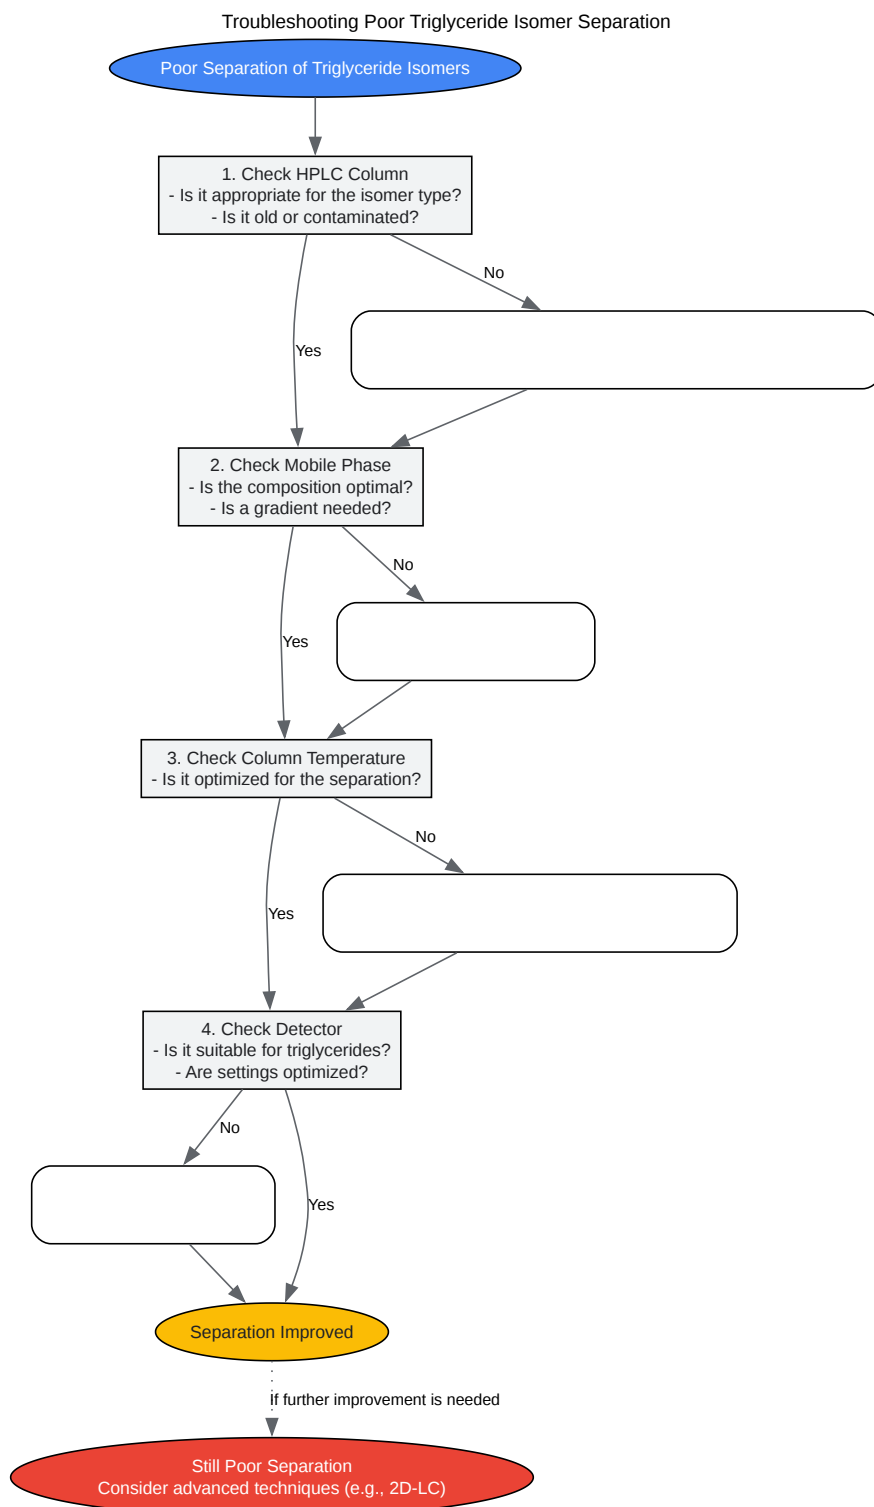 Troubleshooting Poor Triglyceride Isomer Separation
Poor Separation of Triglyceride Isomers
1. Check HPLC Column
- Is it appropriate for the isomer type?
- Is it old or contaminated?
No
Yes
2. Check Mobile Phase
- Is the composition optimal?
- Is a gradient needed?
No
Yes
3. Check Column Temperature
- Is it optimized for the separation?
No
Yes
4. Check Detector
- Is it suitable for triglycerides?
- Are settings optimized?
No
Yes
Separation Improved
If further improvement is needed
Still Poor Separation
Consider advanced techniques (e.g., 2D-LC)